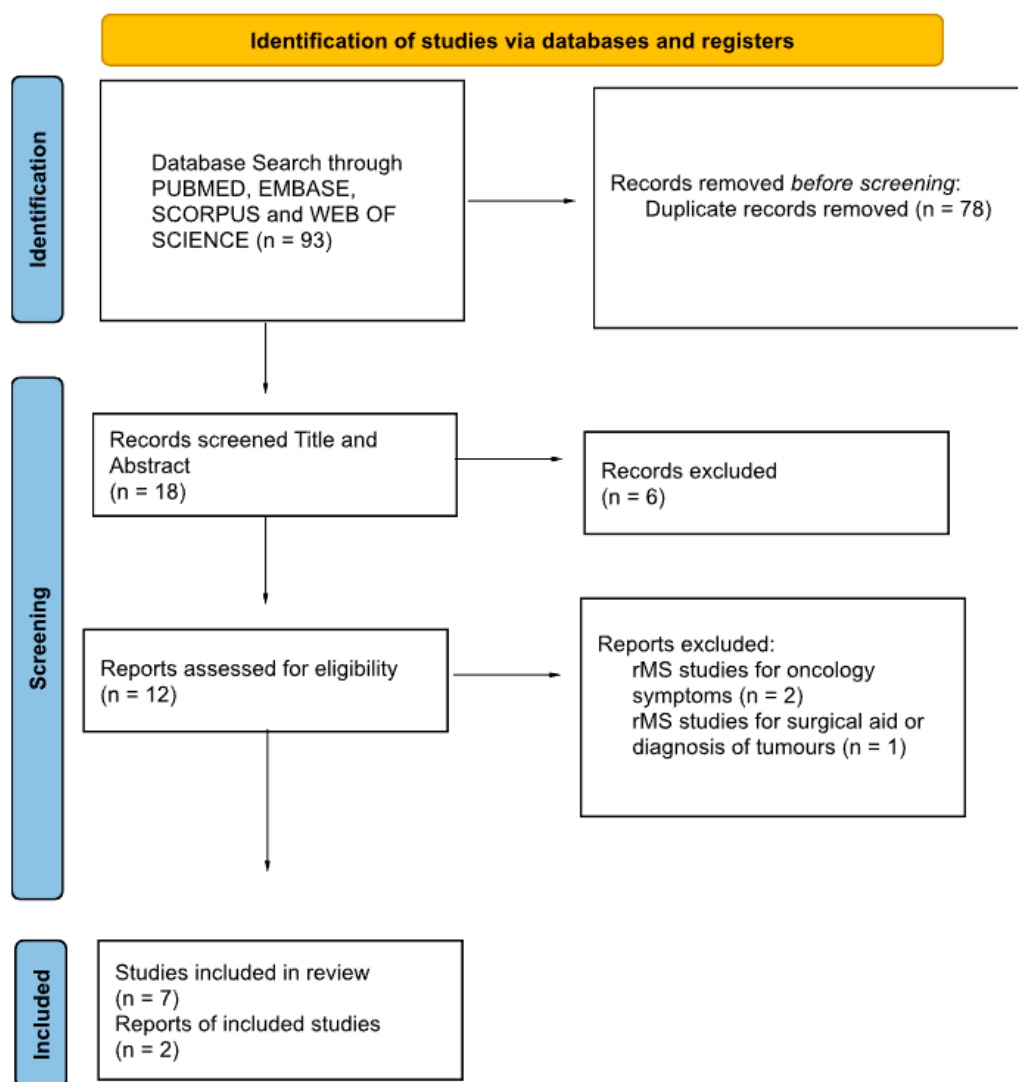 Identification of studies via databases and registers
Identification
Database Search through
PUBMED, EMBASE,
SCORPUS and WEB OF
SCIENCE (n = 93)
Records removed before screening:
Duplicate records removed (n = 78)
Screening
Records screened Title and
Abstract
(n = 18)
Records excluded
(n = 6)
Reports assessed for eligibility
(n = 12)
Reports excluded:
rMS studies for oncology
symptoms (n = 2)
rMS studies for surgical aid or
diagnosis of tumours (n = 1)
Included
Studies included in review
(n = 7)
Reports of included studies
(n = 2)